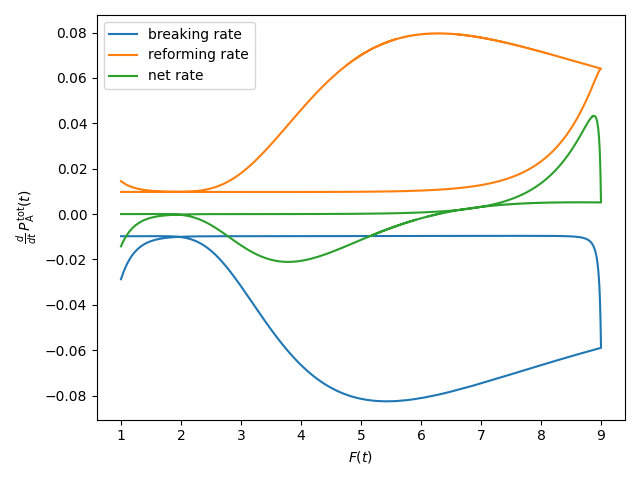 breaking rate
reforming rate
net rate
0.08
0.06
0.04
0.02
0.00
−0.02
−0.04
−0.06
−0.08
d/dt P_A^tot(t)
1 2 3 4 5 6 7 8 9
F(t)